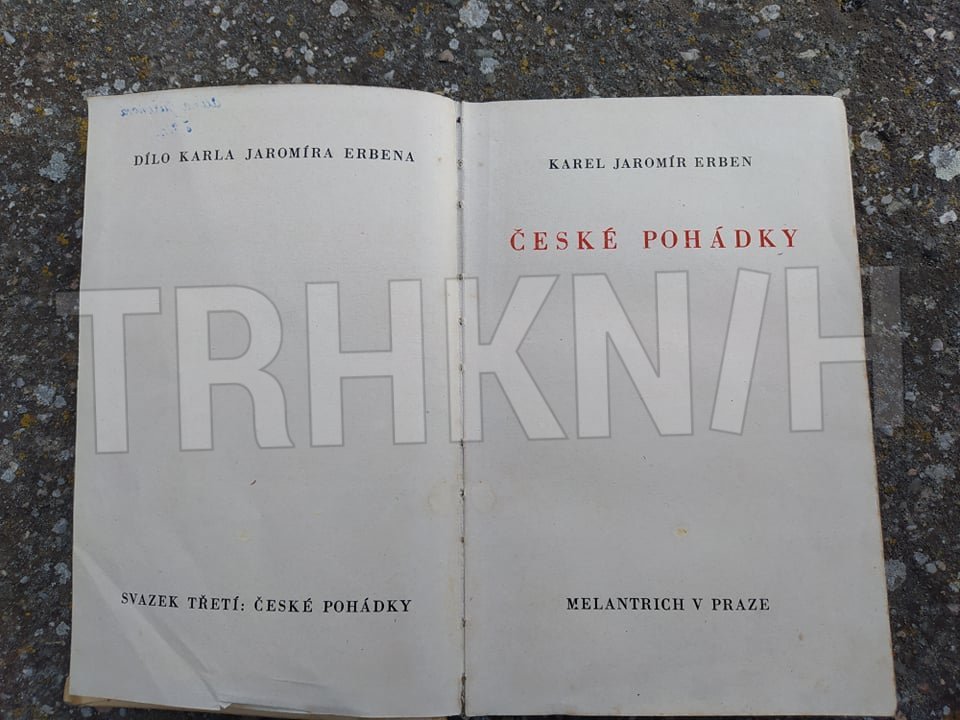 DÍLO KARLA JAROMÍRA ERBENA
SVAZEK TŘETÍ: ČESKÉ POHÁDKY
KAREL JAROMÍR ERBEN
ČESKÉ POHÁDKY
MELANTRICH V PRAZE
TRHKNIH